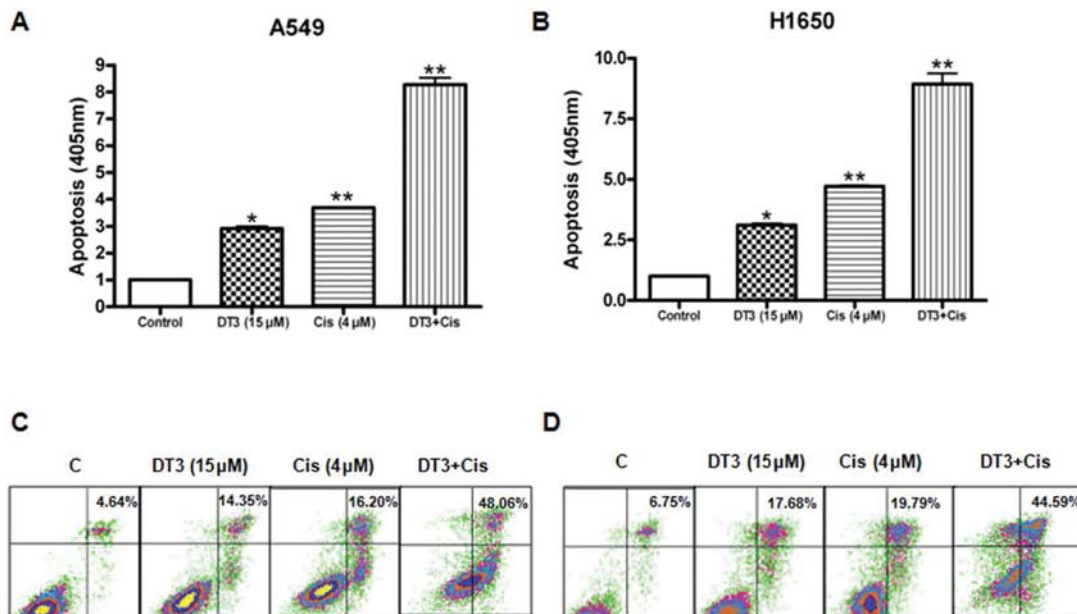 A
A549
Apoptosis (405nm)
9
8
7
6
5
4
3
2
1
0
Control
DT3 (15 µM)
Cis (4 µM)
DT3+Cis
*
**
**
B
H1650
Apoptosis (405nm)
10.0
7.5
5.0
2.5
0.0
Control
DT3 (15 µM)
Cis (4 µM)
DT3+Cis
*
**
**
C
C
DT3 (15µM)
Cis (4µM)
DT3+Cis
4.64%
14.35%
16.20%
48.06%
D
C
DT3 (15µM)
Cis (4µM)
DT3+Cis
6.75%
17.68%
19.79%
44.59%